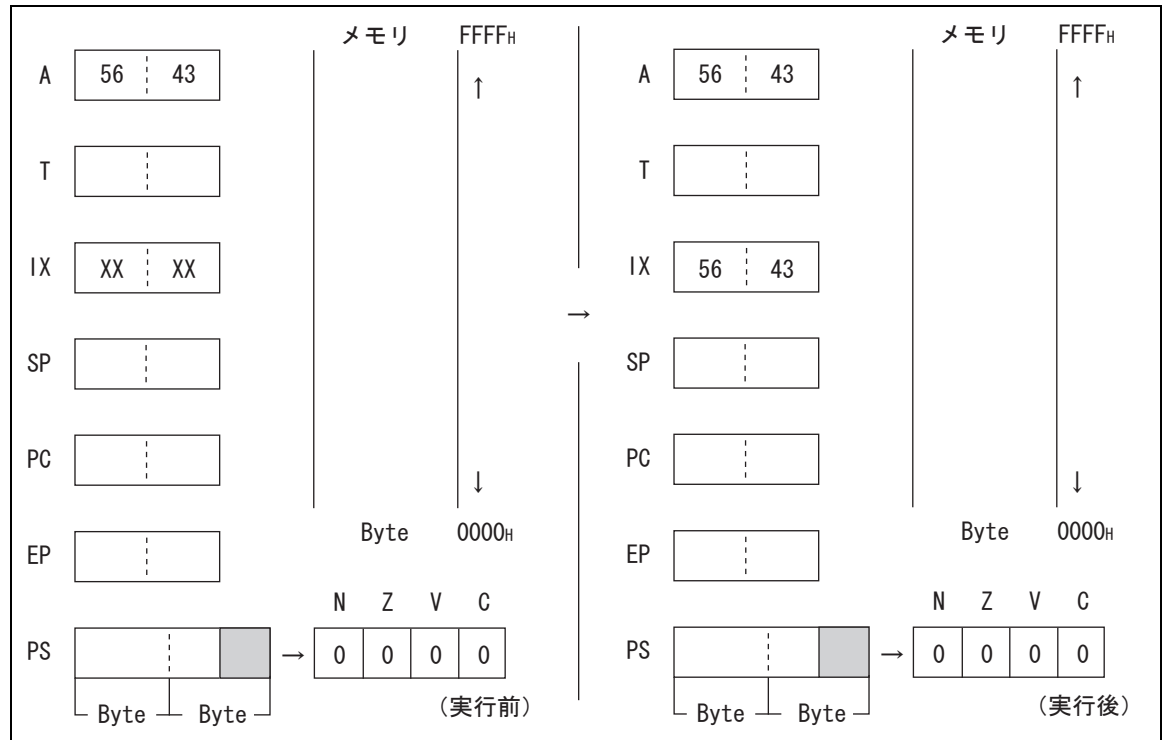 メモリ FFFFH
A 56 43 ↑
T
IX XX XX
SP
PC
↓
Byte 0000H
EP
N Z V C
PS → 0 0 0 0
Byte Byte (実行前)
→
メモリ FFFFH
A 56 43 ↑
T
IX 56 43
SP
PC
↓
Byte 0000H
EP
N Z V C
PS → 0 0 0 0
Byte Byte (実行後)